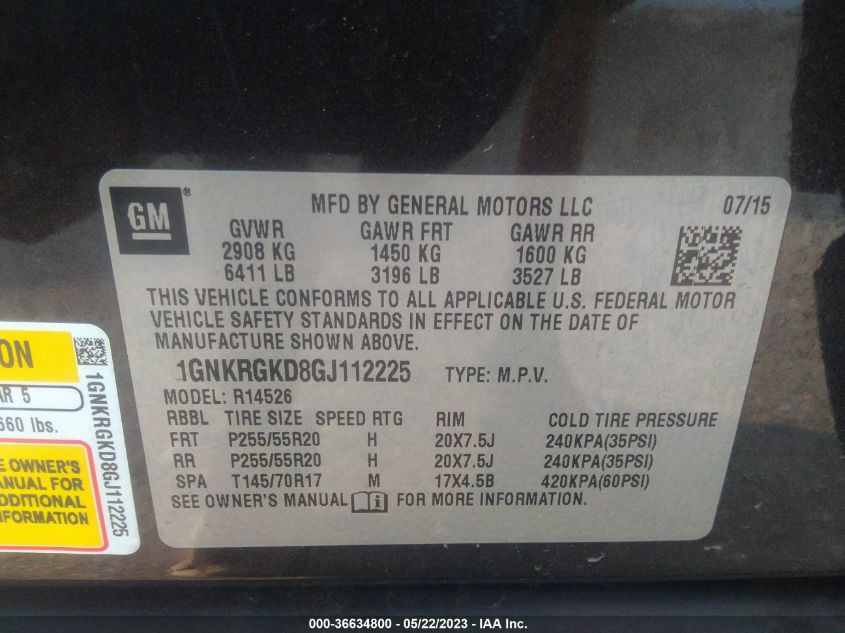 GM
MFD BY GENERAL MOTORS LLC 07/15
GVWR GAWR FRT GAWR RR
2908 KG 1450 KG 1600 KG
6411 LB 3196 LB 3527 LB
THIS VEHICLE CONFORMS TO ALL APPLICABLE U.S. FEDERAL MOTOR
VEHICLE SAFETY STANDARDS IN EFFECT ON THE DATE OF
MANUFACTURE SHOWN ABOVE.
1GNKRGKD8GJ112225 TYPE: M.P.V.
MODEL: R14526
RBBL TIRE SIZE SPEED RTG RIM COLD TIRE PRESSURE
FRT P255/55R20 H 20X7.5J 240KPA(35PSI)
RR P255/55R20 H 20X7.5J 240KPA(35PSI)
SPA T145/70R17 M 17X4.5B 420KPA(60PSI)
SEE OWNER'S MANUAL i FOR MORE INFORMATION.
ON
AR 5
660 lbs.
E OWNER'S
ANUAL FOR
DDITIONAL
FORMATION
1GNKRGKD8GJ112225
000-36634800 - 05/22/2023 - IAA Inc.